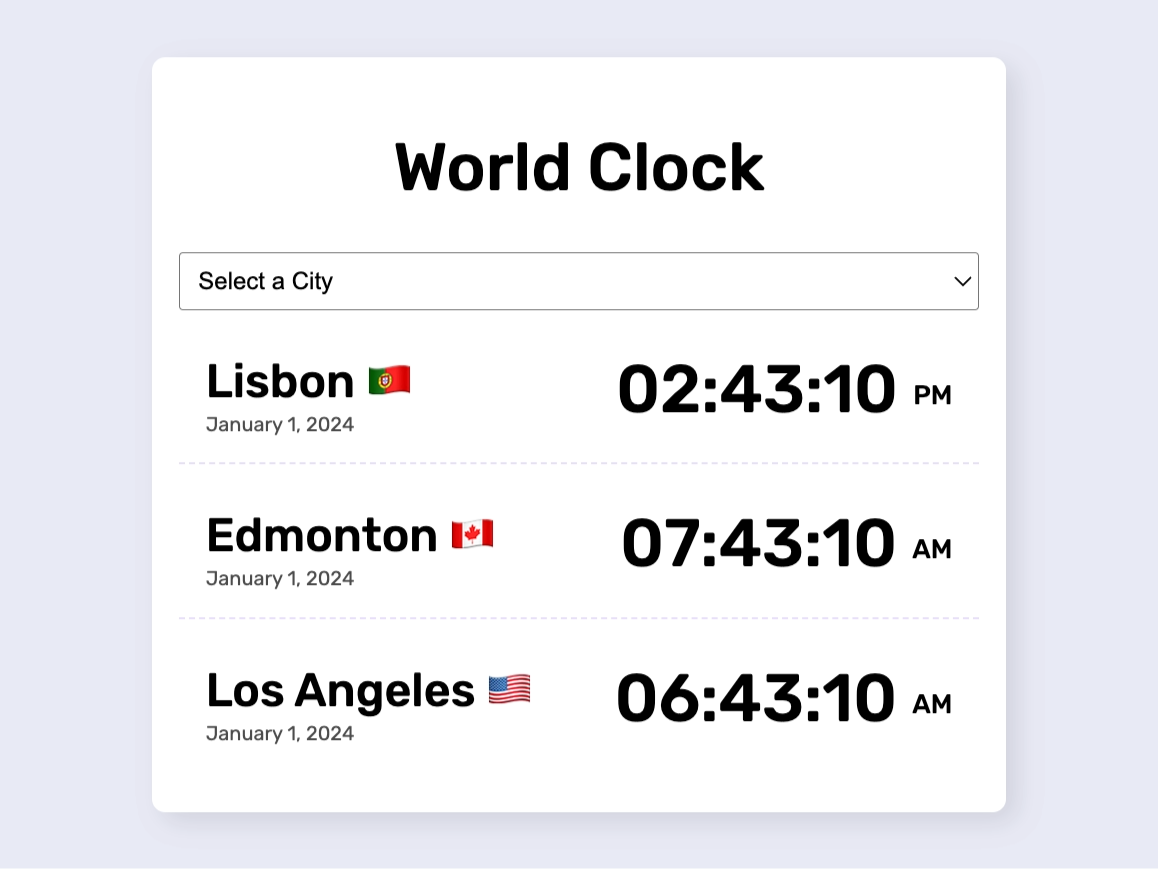 World Clock
Select a City
Lisbon 🇵🇹
02:43:10 PM
January 1, 2024
Edmonton 🇨🇦
07:43:10 AM
January 1, 2024
Los Angeles 🇺🇸
06:43:10 AM
January 1, 2024